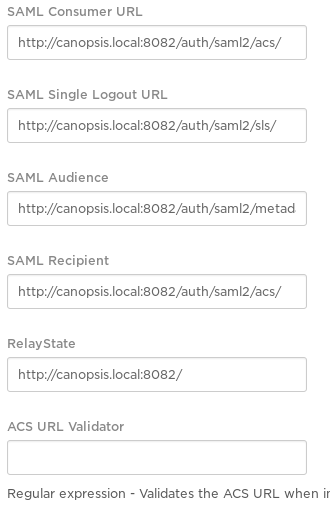 SAML Consumer URL
http://canopsis.local:8082/auth/saml2/acs/
SAML Single Logout URL
http://canopsis.local:8082/auth/saml2/sls/
SAML Audience
http://canopsis.local:8082/auth/saml2/metad
SAML Recipient
http://canopsis.local:8082/auth/saml2/acs/
RelayState
http://canopsis.local:8082/
ACS URL Validator
Regular expression - Validates the ACS URL when